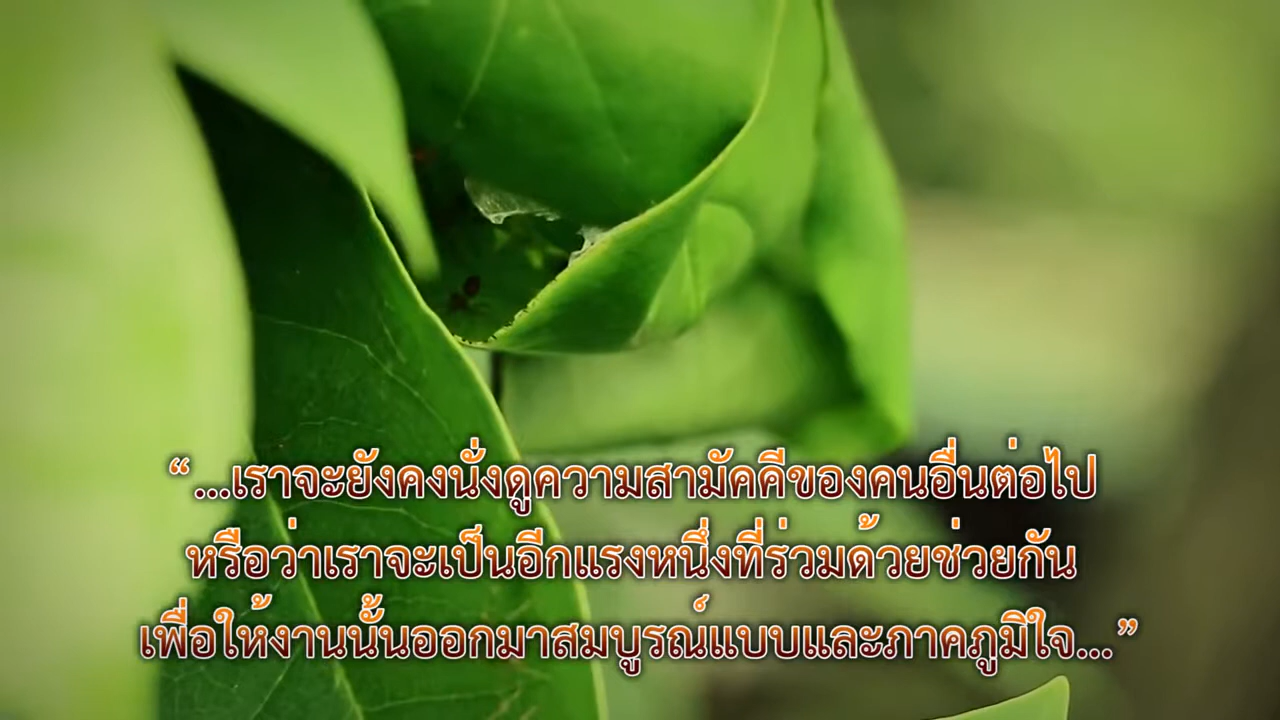 “...เราจะยังคงนั่งดูความสามัคคีของคนอื่นต่อไป
หรือว่าเราจะเป็นอีกแรงหนึ่งที่ร่วมด้วยช่วยกัน
เพื่อให้งานนั้นออกมาสมบูรณ์แบบและภาคภูมิใจ...”